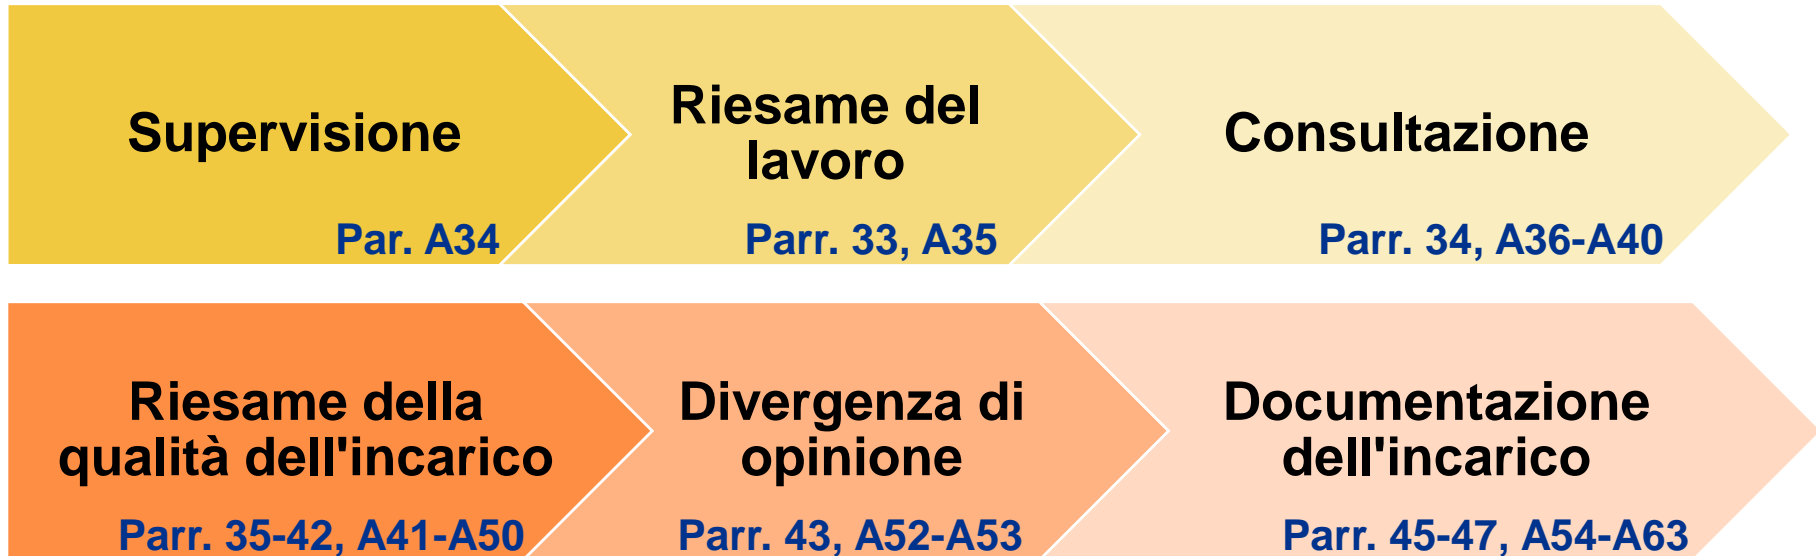 Supervisione
Par. A34
Riesame del
lavoro
Parr. 33, A35
Consultazione
Parr. 34, A36-A40
Riesame della
qualità dell'incarico
Parr. 35-42, A41-A50
Divergenza di
opinione
Parr. 43, A52-A53
Documentazione
dell'incarico
Parr. 45-47, A54-A63